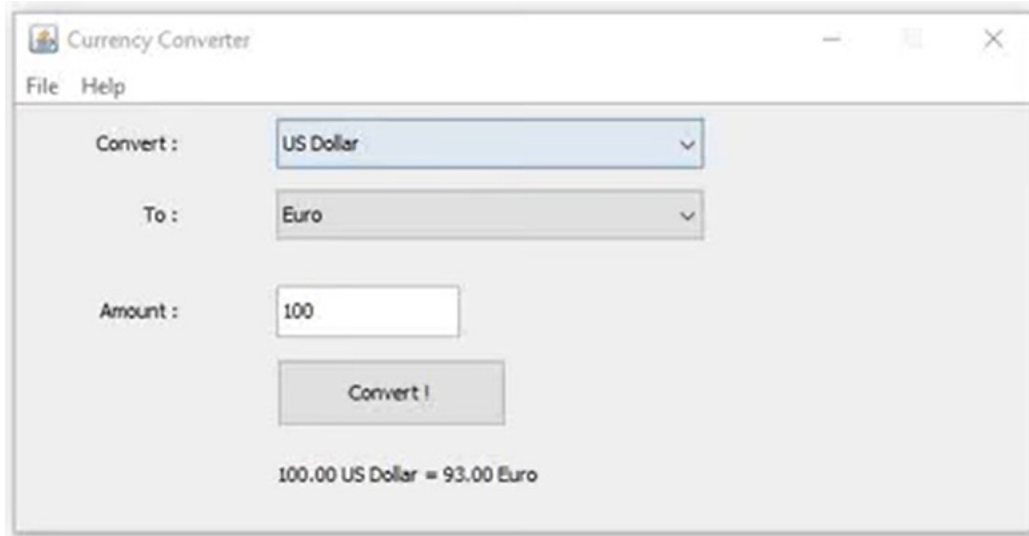 Currency Converter
File Help
Convert : US Dollar
To : Euro
Amount : 100
Convert !
100.00 US Dollar = 93.00 Euro